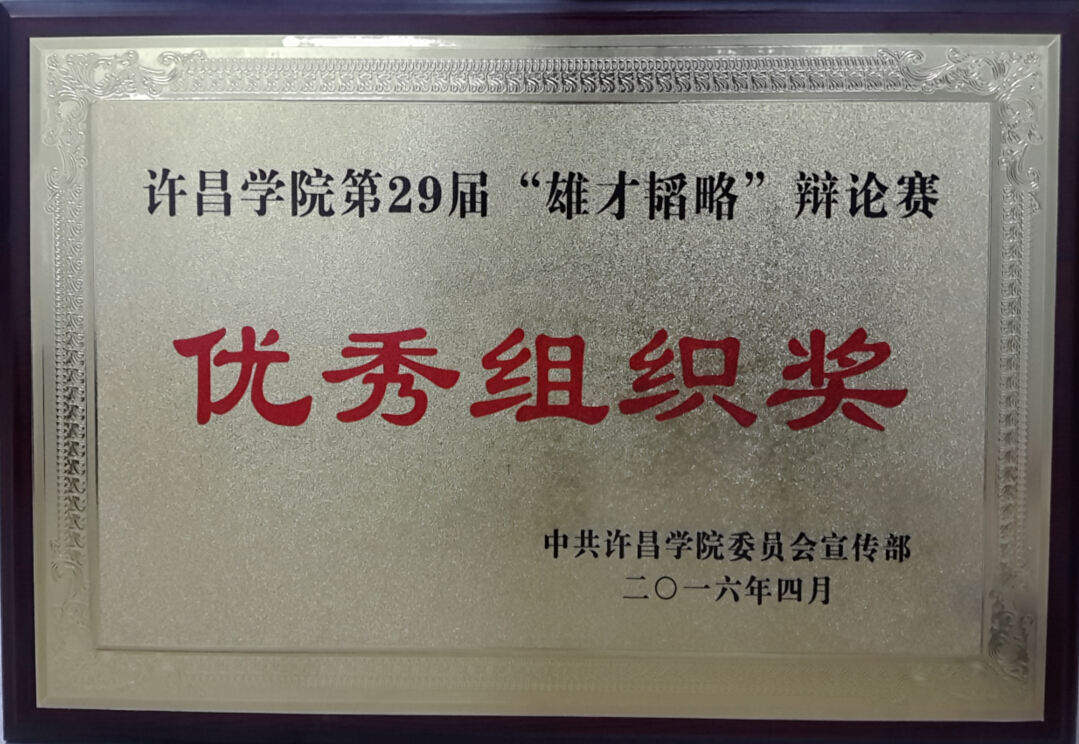 许昌学院第29届“雄才韬略”辩论赛
优秀组织奖
中共许昌学院委员会宣传部
二〇一六年四月